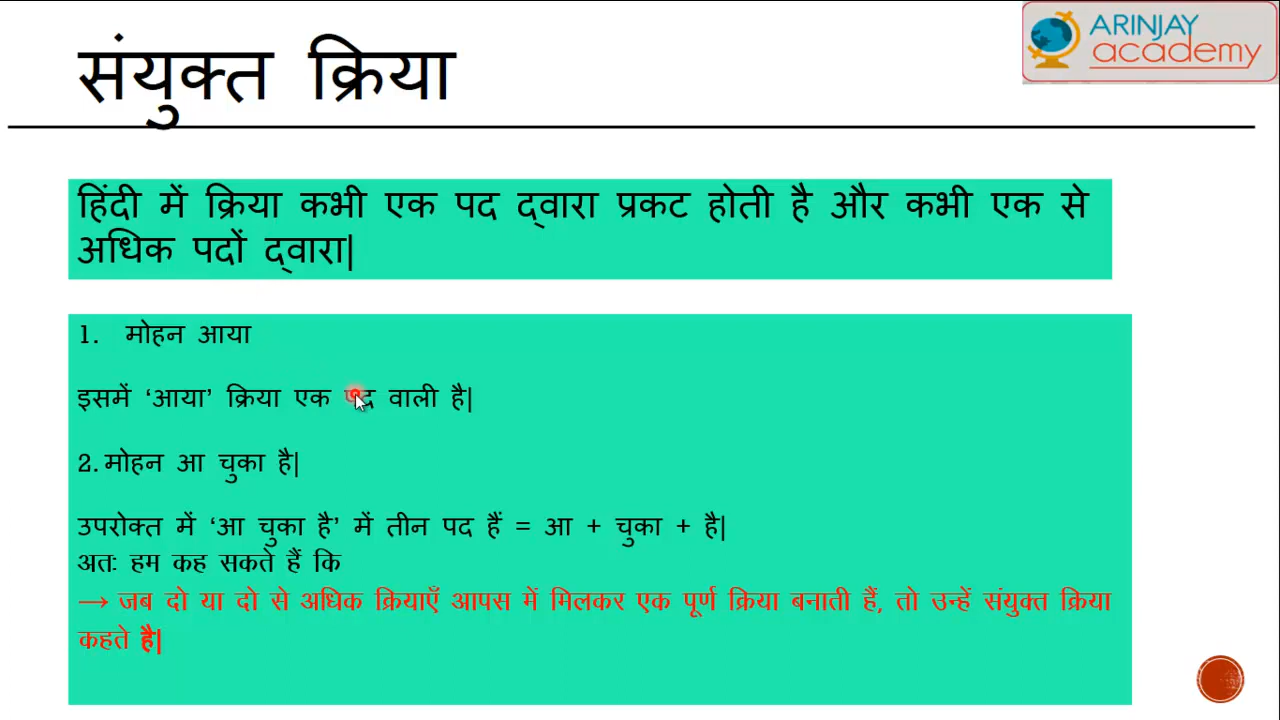 संयुक्त क्रिया
ARINJAY
academy
हिंदी में क्रिया कभी एक पद द्वारा प्रकट होती है और कभी एक से
अधिक पदों द्वारा|
1. मोहन आया
इसमें ‘आया’ क्रिया एक पद वाली है|
2. मोहन आ चुका है|
उपरोक्त में ‘आ चुका है’ में तीन पद हैं = आ + चुका + है|
अतः हम कह सकते हैं कि
→ जब दो या दो से अधिक क्रियाएँ आपस में मिलकर एक पूर्ण क्रिया बनाती हैं, तो उन्हें संयुक्त क्रिया
कहते है|